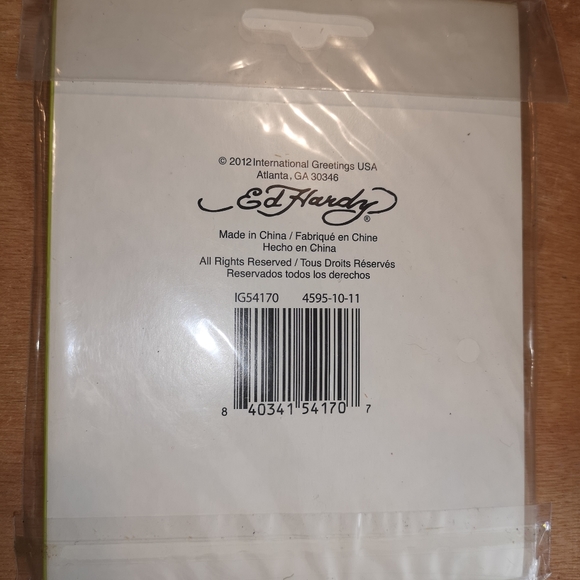 © 2012 International Greetings USA
Atlanta, GA 30346
Ed Hardy®
Made in China / Fabriqué en Chine
Hecho en China
All Rights Reserved / Tous Droits Réservés
Reservados todos los derechos
IG54170 4595-10-11
8 40341 54170 7